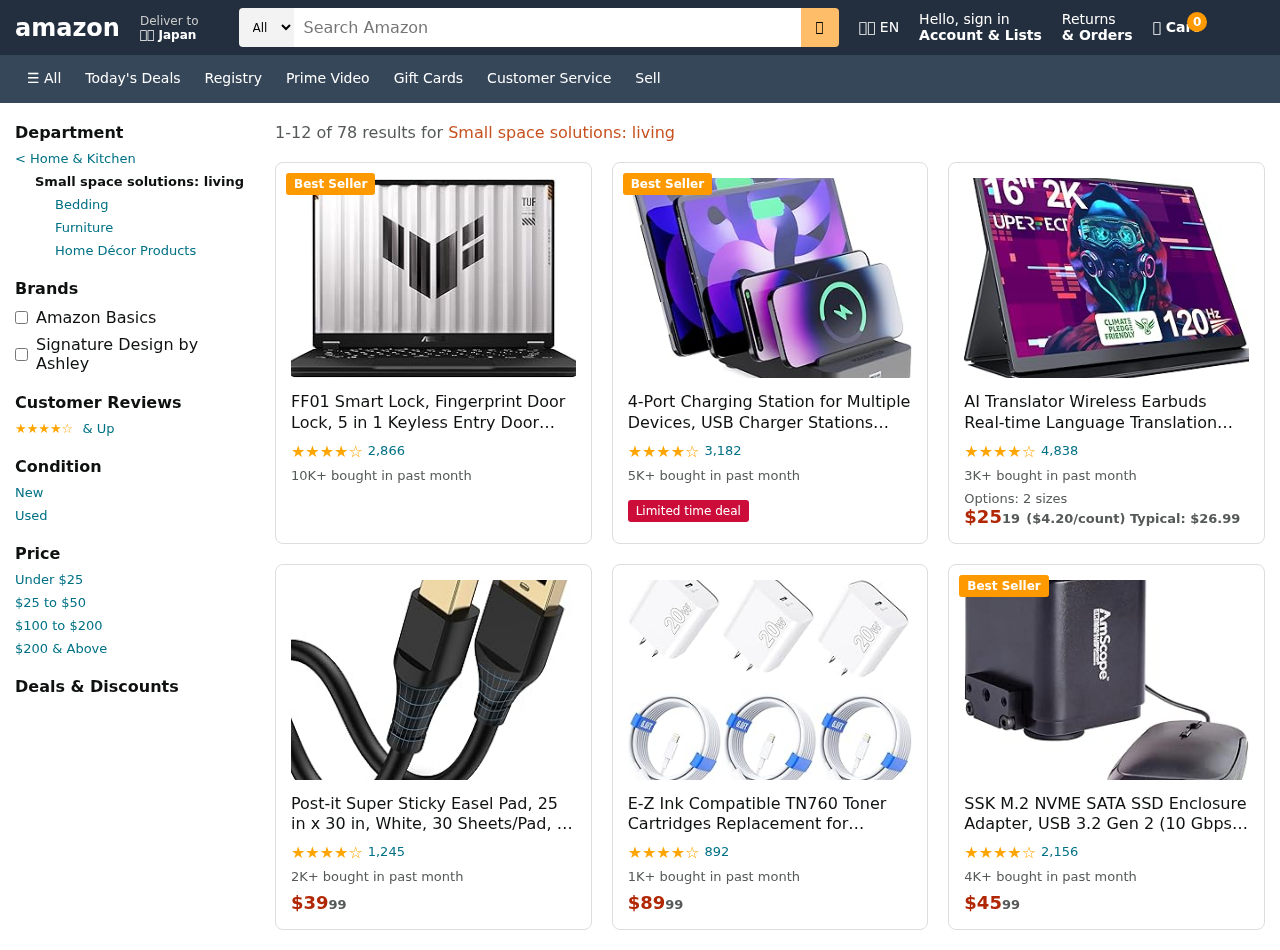 amazon
Deliver to
Japan
All
Search Amazon
EN
Hello, sign in
Account & Lists
Returns
& Orders
0
☰ All
Today's Deals
Registry
Prime Video
Gift Cards
Customer Service
Sell
Department
< Home & Kitchen
Small space solutions: living
Bedding
Furniture
Home Décor Products
Brands
Amazon Basics
Signature Design by
Ashley
Customer Reviews
★★★★☆ & Up
Condition
New
Used
Price
Under $25
$25 to $50
$100 to $200
$200 & Above
Deals & Discounts
1-12 of 78 results for Small space solutions: living
Best Seller
TUF
FF01 Smart Lock, Fingerprint Door
Lock, 5 in 1 Keyless Entry Door…
★★★★☆ 2,866
10K+ bought in past month
Best Seller
4-Port Charging Station for Multiple
Devices, USB Charger Stations…
★★★★☆ 3,182
5K+ bought in past month
Limited time deal
16" 2K
CLIMATE
PLEDGE
FRIENDLY
120Hz
AI Translator Wireless Earbuds
Real-time Language Translation…
★★★★☆ 4,838
3K+ bought in past month
Options: 2 sizes
$25 19 ($4.20/count) Typical: $26.99
Post-it Super Sticky Easel Pad, 25
in x 30 in, White, 30 Sheets/Pad, …
★★★★☆ 1,245
2K+ bought in past month
$39 99
20W
20W
20W
E-Z Ink Compatible TN760 Toner
Cartridges Replacement for…
★★★★☆ 892
1K+ bought in past month
$89 99
Best Seller
AmScope
SSK M.2 NVME SATA SSD Enclosure
Adapter, USB 3.2 Gen 2 (10 Gbps…
★★★★☆ 2,156
4K+ bought in past month
$45 99